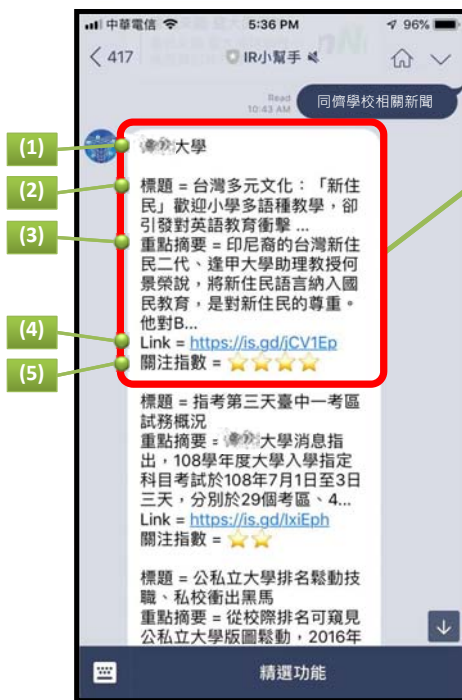 中華電信
5:36 PM
96%
417
IR小幫手
Read
10:43 AM
同儕學校相關新聞
(1)
大學
(2)
標題 = 台灣多元文化：「新住
民」歡迎小學多語種教學，卻
引發對英語教育衝擊 ...
(3)
重點摘要 = 印尼裔的台灣新住
民二代、逢甲大學助理教授何
景榮說，將新住民語言納入國
民教育，是對新住民的尊重。
他對B...
(4)
Link = https://is.gd/jCV1Ep
(5)
關注指數 = ⭐⭐⭐⭐
標題 = 指考第三天臺中一考區
試務概況
重點摘要 = 大學消息指
出，108學年度大學入學指定
科目考試於108年7月1日至3日
三天，分別於29個考區、4...
Link = https://is.gd/IxiEph
關注指數 = ⭐⭐
標題 = 公私立大學排名鬆動技
職、私校衝出黑馬
重點摘要 = 從校際排名可窺見
公私立大學版圖鬆動，2016年
精選功能